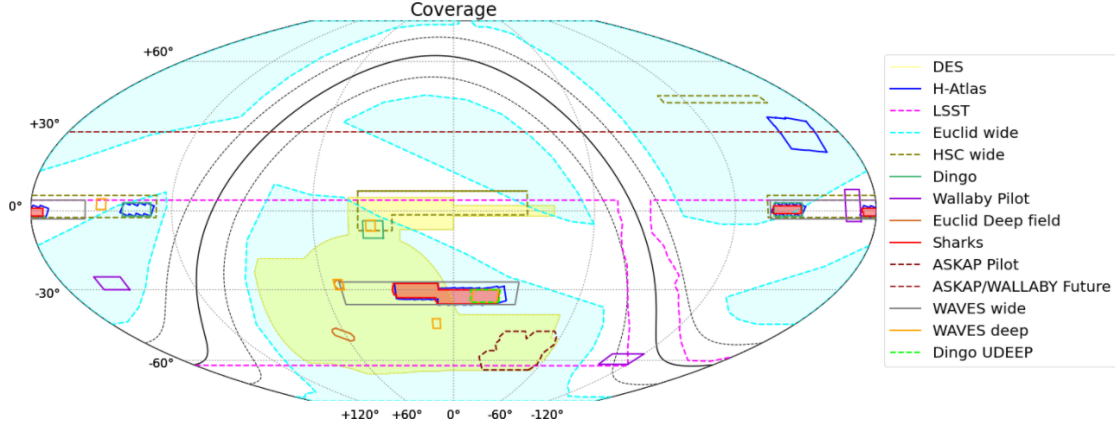 Coverage
+60°
+30°
0°
-30°
-60°
+120° +60° 0° -60° -120°
DES
H-Atlas
LSST
Euclid wide
HSC wide
Dingo
Wallaby Pilot
Euclid Deep field
Sharks
ASKAP Pilot
ASKAP/WALLABY Future
WAVES wide
WAVES deep
Dingo UDEEP